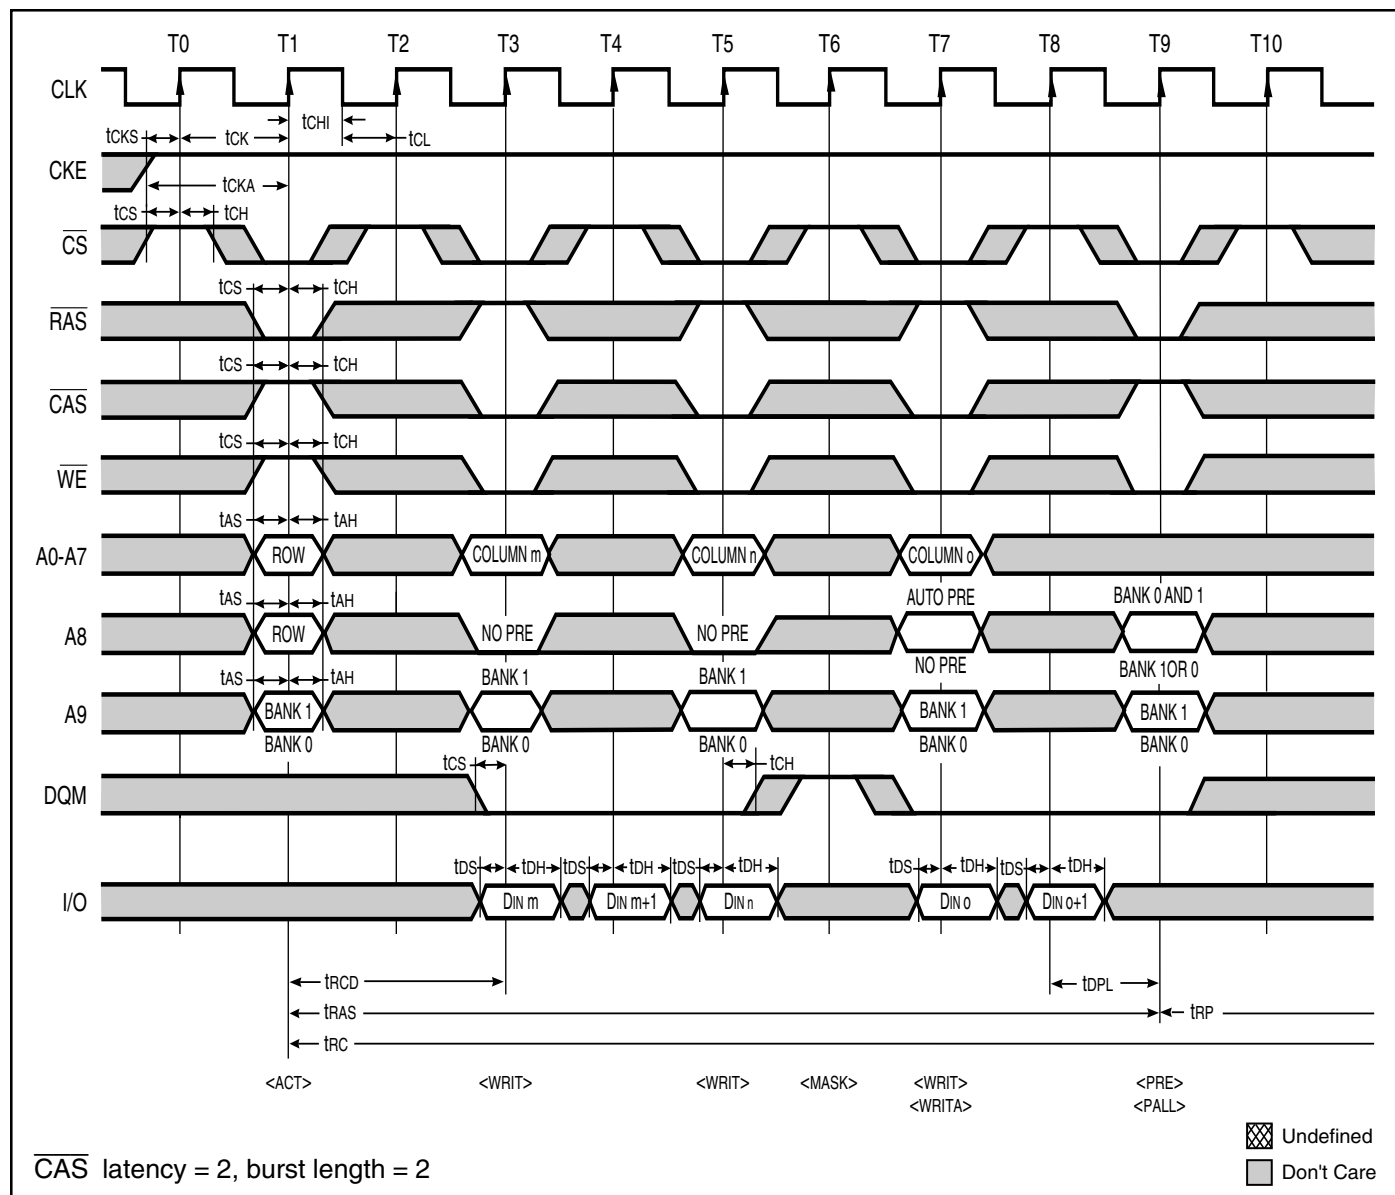 T0 T1 T2 T3 T4 T5 T6 T7 T8 T9 T10
CLK
tCHI
tCKS tCK tCL
CKE
tCKA
tCS tCH
CS
tCS tCH
RAS
tCS tCH
CAS
tCS tCH
WE
tAS tAH
A0-A7 ROW COLUMN m COLUMN n COLUMN o
tAS tAH AUTO PRE BANK 0 AND 1
A8 ROW NO PRE NO PRE
NO PRE BANK 1 OR 0
tAS tAH BANK 1 BANK 1
A9 BANK 1 BANK 1 BANK 1
BANK 0 BANK 0 BANK 0 BANK 0 BANK 0
tCS tCH
DQM
tDS tDH tDS tDH tDS tDH tDS tDH tDS tDH
I/O DIN m DIN m+1 DIN n DIN o DIN o+1
tRCD tDPL
tRAS tRP
tRC
<ACT> <WRIT> <WRIT> <MASK> <WRIT> <PRE>
<WRITA> <PALL>
Undefined
CAS latency = 2, burst length = 2
Don't Care